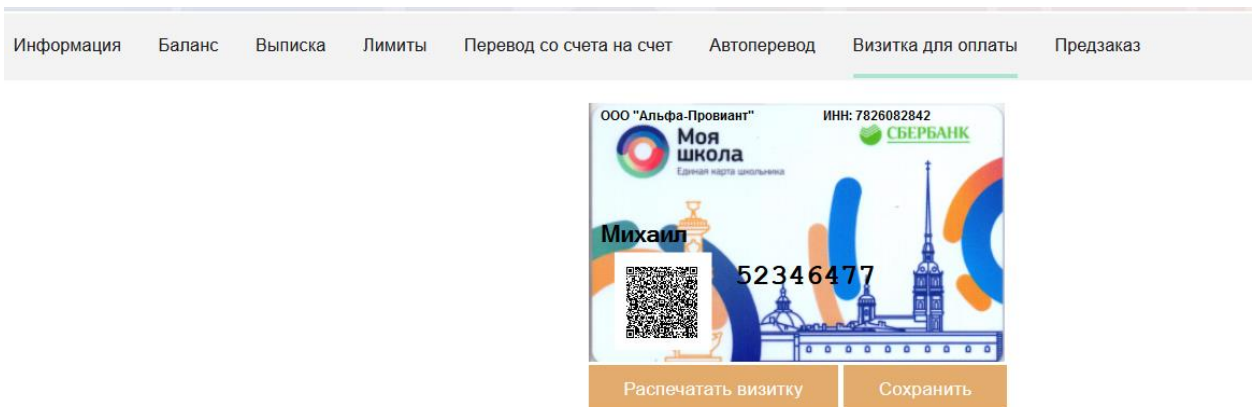 Информация Баланс Выписка Лимиты Перевод со счета на счет Автоперевод Визитка для оплаты Предзаказ
ООО "Альфа-Провиант" ИНН: 7826082842
СБЕРБАНК
Моя
школа
Единая карта школьника
Михаил
52346477
Распечатать визитку Сохранить